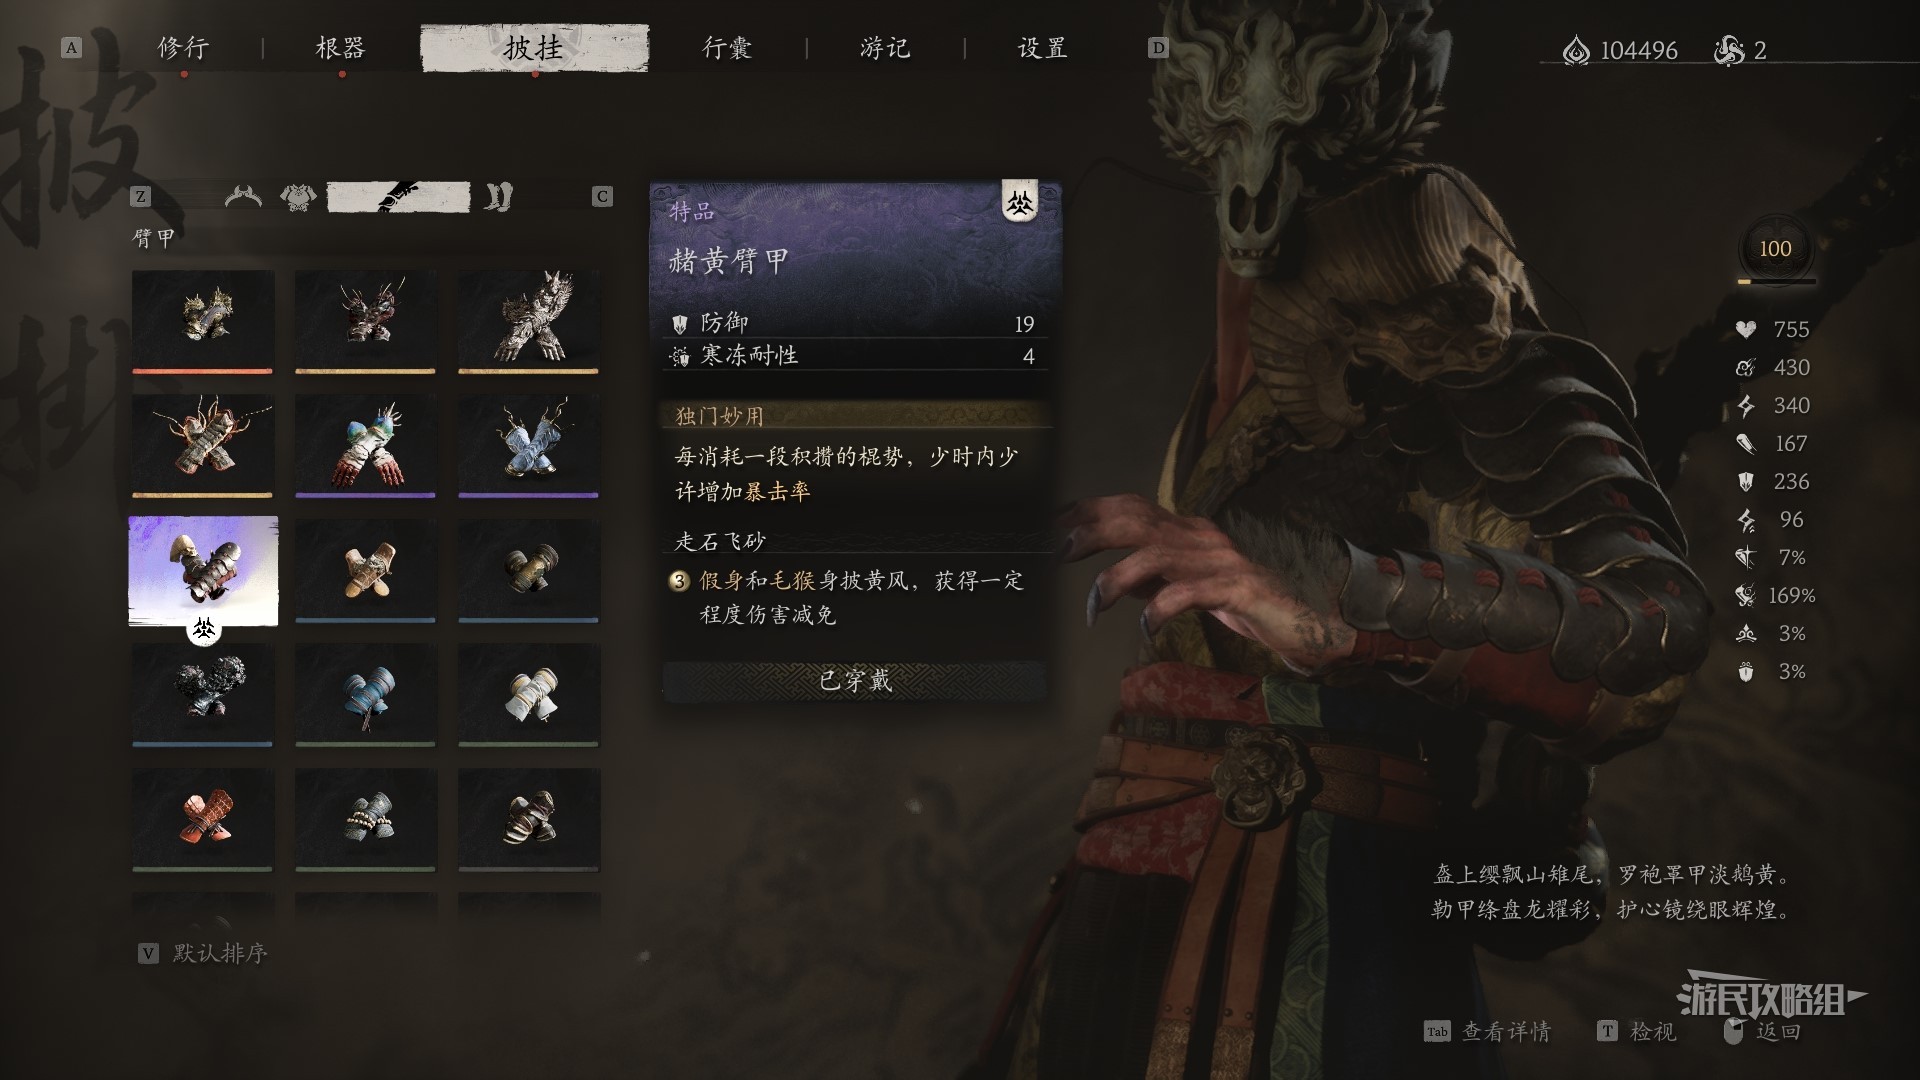 A
修行
根器
披挂
行囊
游记
设置
D
104496
2
披掛
Z
C
臂甲
特品
赭黄臂甲
防御 19
寒冻耐性 4
独门妙用
每消耗一段积攒的棍势，少时内少
许增加暴击率
走石飞砂
3 假身和毛猴身披黄风，获得一定
程度伤害减免
已穿戴
100
755
430
340
167
236
96
7%
169%
3%
3%
盔上缨飘山雉尾，罗袍罩甲淡鹅黄。
勒甲绦盘龙耀彩，护心镜绕眼辉煌。
V 默认排序
游民攻略组
Tab 查看详情
T 检视
返回